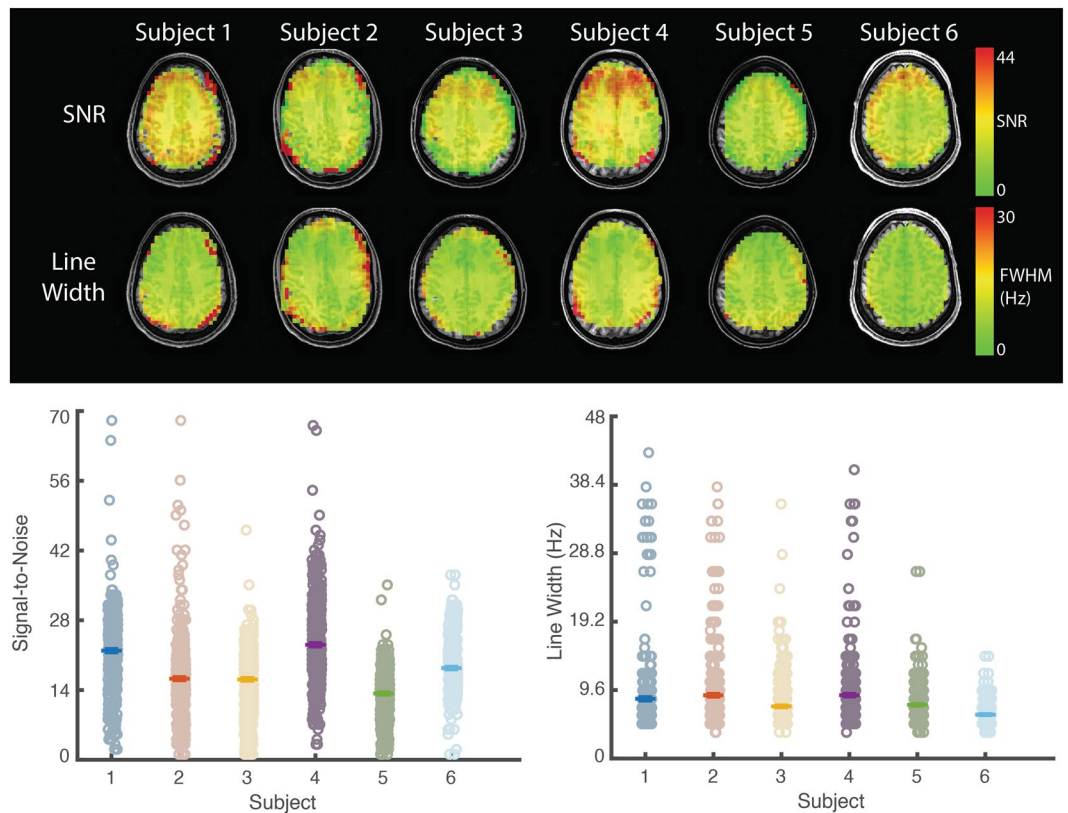 Subject 1 Subject 2 Subject 3 Subject 4 Subject 5 Subject 6
SNR
44
SNR
0
Line
Width
30
FWHM
(Hz)
0
70
56
42
28
14
0
Signal-to-Noise
1 2 3 4 5 6
Subject
48
38.4
28.8
19.2
9.6
0
Line Width (Hz)
1 2 3 4 5 6
Subject